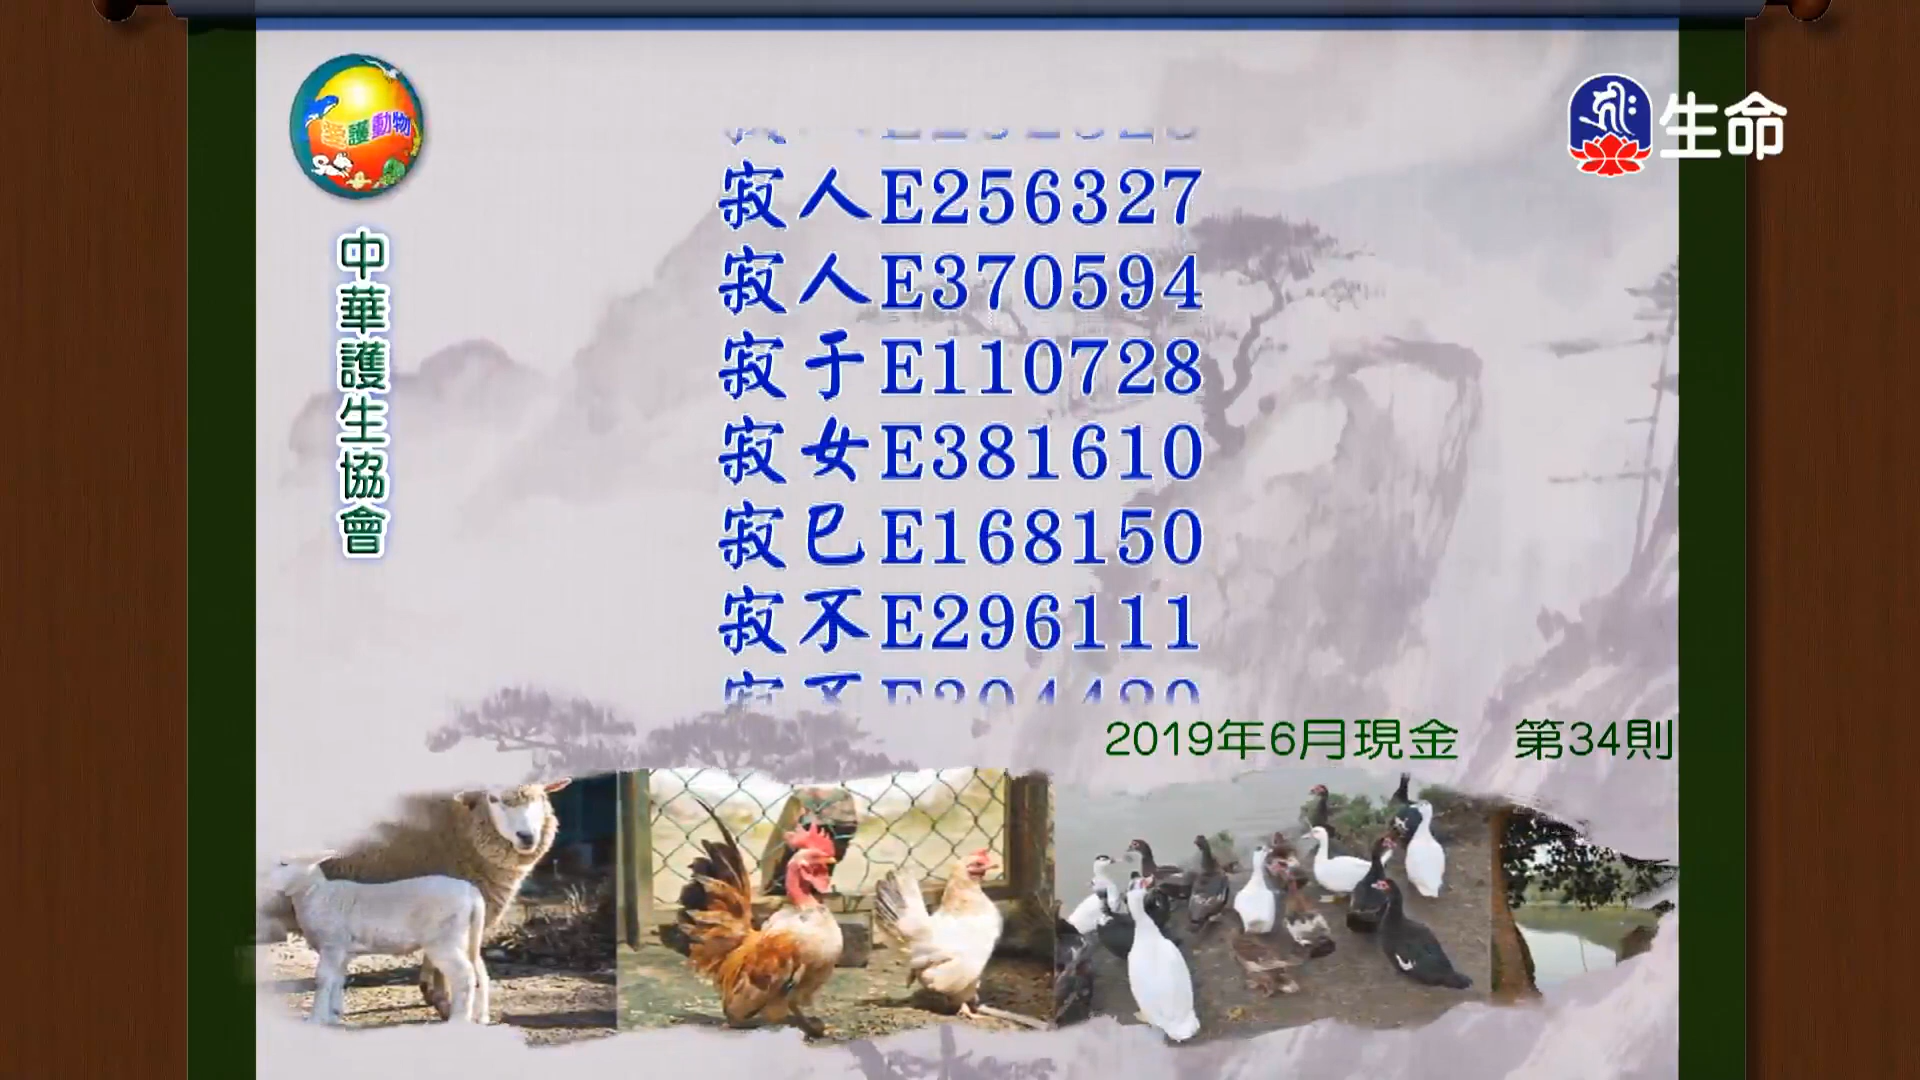 愛護動物
生命
中華護生協會
寂人E256327
寂人E370594
寂于E110728
寂女E381610
寂已E168150
寂不E296111
2019年6月現金 第34則